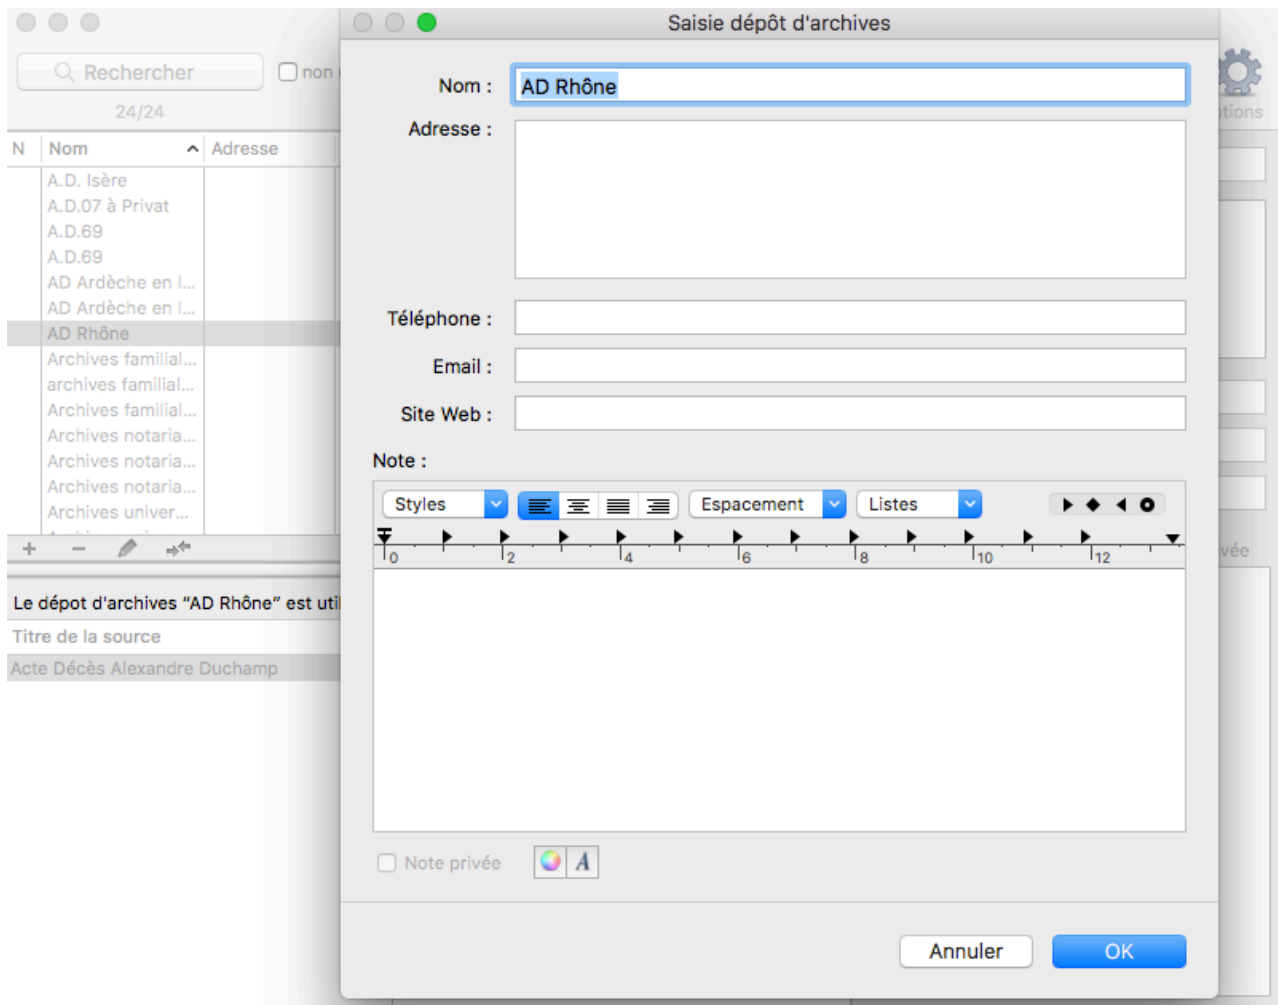 Saisie dépôt d'archives
Rechercher
non
24/24
N Nom Adresse
A.D. Isère
A.D.07 à Privat
A.D.69
A.D.69
AD Ardèche en l...
AD Ardèche en l...
AD Rhône
Archives familial...
archives familial...
Archives familial...
Archives notaria...
Archives notaria...
Archives notaria...
Archives univer...
Le dépot d'archives “AD Rhône” est uti
Titre de la source
Acte Décès Alexandre Duchamp
Nom : AD Rhône
Adresse :
Téléphone :
Email :
Site Web :
Note :
Styles Espacement Listes
0 2 4 6 8 10 12
Note privée A
Annuler OK
tions
vée